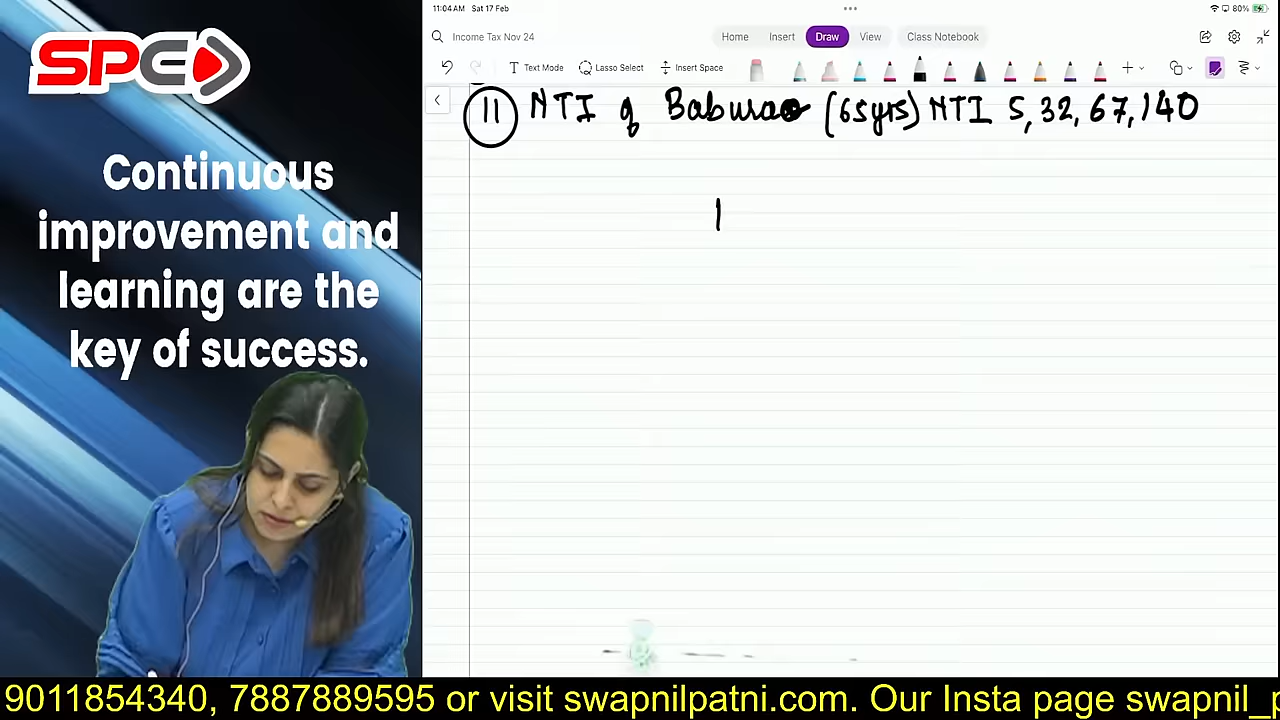 11:04 AM Sat 17 Feb
80%
Income Tax Nov 24
Home Insert Draw View Class Notebook
Text Mode Lasso Select Insert Space
SPC
Continuous
improvement and
learning are the
key of success.
11 NTI of Baburao (65yrs) NTI 5,32,67,140
9011854340, 7887889595 or visit swapnilpatni.com. Our Insta page swapnil_p